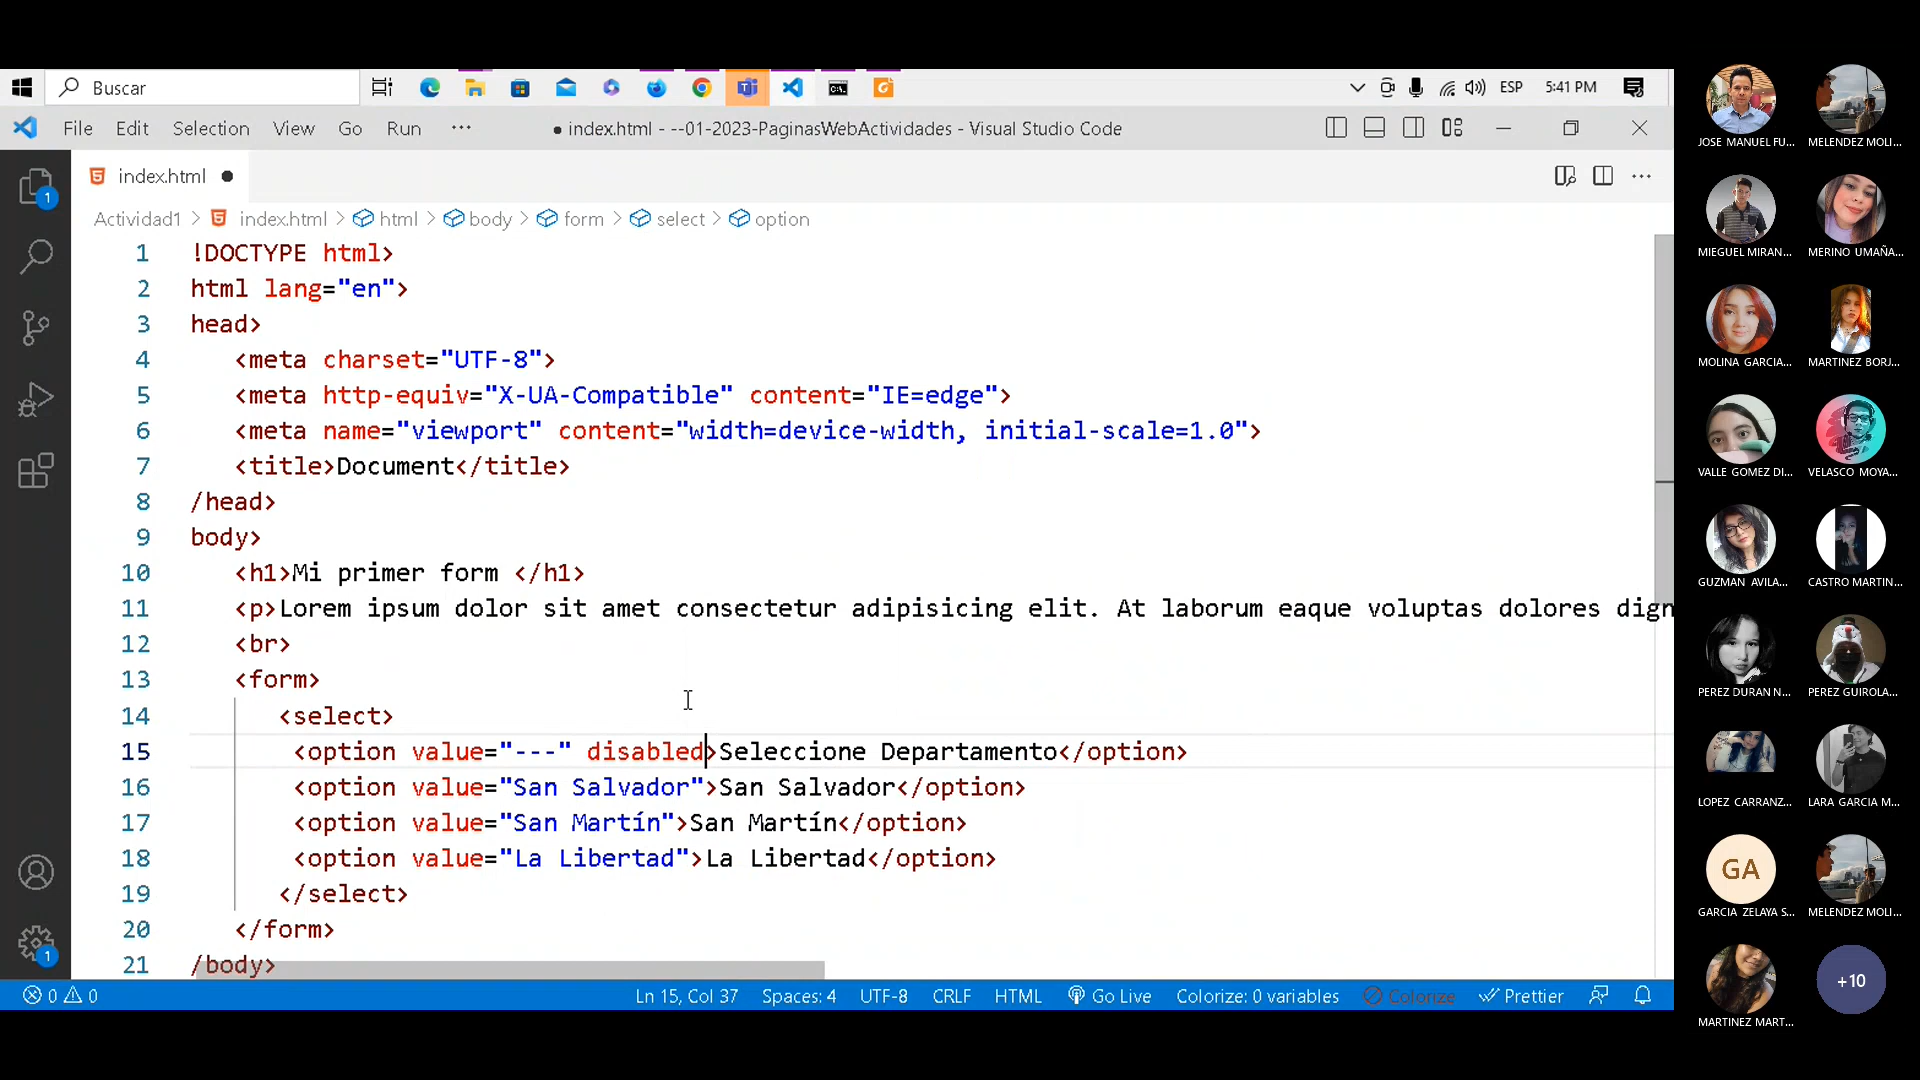 Buscar
ESP
5:41 PM
File Edit Selection View Go Run ···
● index.html - --01-2023-PaginasWebActividades - Visual Studio Code
index.html ●
1
Actividad1 > index.html > html > body > form > select > option
1 !DOCTYPE html>
2 html lang="en">
3 head>
4 <meta charset="UTF-8">
5 <meta http-equiv="X-UA-Compatible" content="IE=edge">
6 <meta name="viewport" content="width=device-width, initial-scale=1.0">
7 <title>Document</title>
8 /head>
9 body>
10 <h1>Mi primer form </h1>
11 <p>Lorem ipsum dolor sit amet consectetur adipisicing elit. At laborum eaque voluptas dolores dign
12 <br>
13 <form>
14 <select>
15 <option value="---" disabled>Seleccione Departamento</option>
16 <option value="San Salvador">San Salvador</option>
17 <option value="San Martín">San Martín</option>
18 <option value="La Libertad">La Libertad</option>
19 </select>
20 </form>
21 /body>
1
0 0 Ln 15, Col 37 Spaces: 4 UTF-8 CRLF HTML Go Live Colorize: 0 variables Colorize Prettier
JOSE MANUEL FU... MELENDEZ MOLI...
MIEGUEL MIRAN... MERINO UMAÑA...
MOLINA GARCIA... MARTINEZ BORJ...
VALLE GOMEZ DI... VELASCO MOYA...
GUZMAN AVILA... CASTRO MARTIN...
PEREZ DURAN N... PEREZ GUIROLA...
LOPEZ CARRANZ... LARA GARCIA M...
GA
GARCIA ZELAYA S... MELENDEZ MOLI...
+10
MARTINEZ MART...